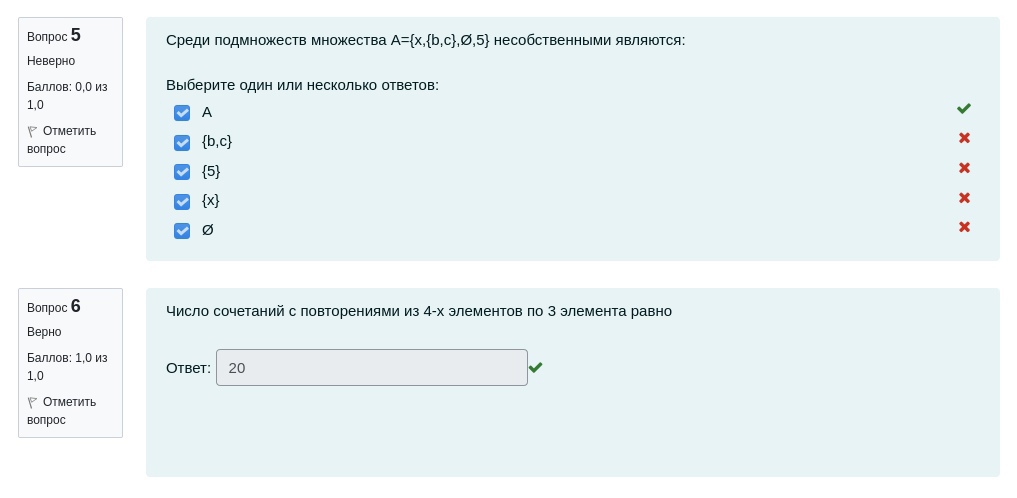 Вопрос 5
Неверно
Баллов: 0,0 из
1,0
Отметить
вопрос
Среди подмножеств множества A={x,{b,c},Ø,5} несобственными являются:
Выберите один или несколько ответов:
A
{b,c}
{5}
{x}
Ø
Вопрос 6
Верно
Баллов: 1,0 из
1,0
Отметить
вопрос
Число сочетаний с повторениями из 4-х элементов по 3 элемента равно
Ответ: 20